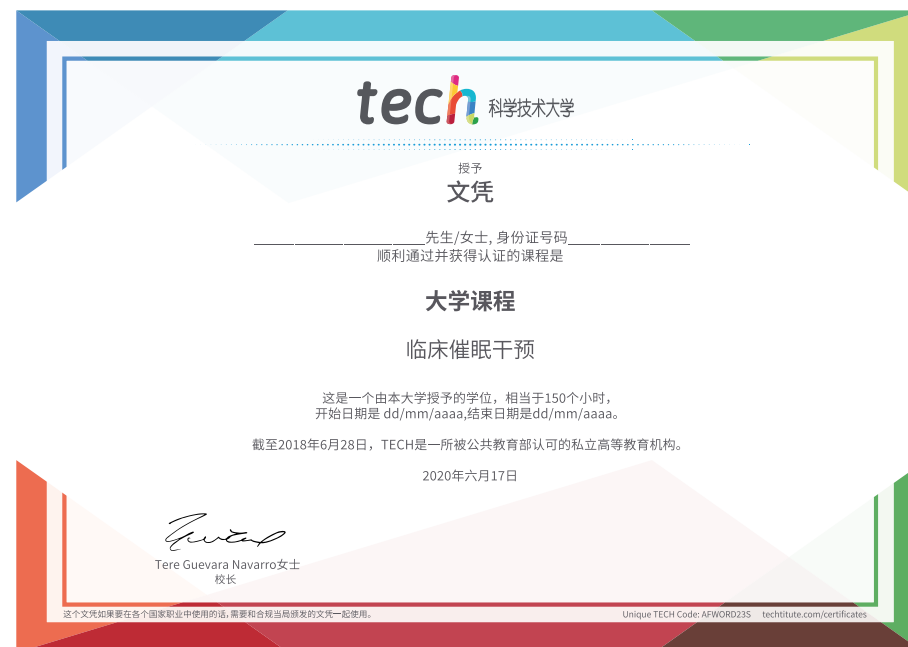 tech 科学技术大学
授予
文凭
____________________先生/女士, 身份证号码______________
顺利通过并获得认证的课程是
大学课程
临床催眠干预
这是一个由本大学授予的学位，相当于150个小时，
开始日期是 dd/mm/aaaa,结束日期是dd/mm/aaaa。
截至2018年6月28日，TECH是一所被公共教育部认可的私立高等教育机构。
2020年六月17日
Tere Guevara Navarro女士
校长
这个文凭如果要在各个国家职业中使用的话,需要和合规当局颁发的文凭一起使用。
Unique TECH Code: AFWORD23S techtitute.com/certificates